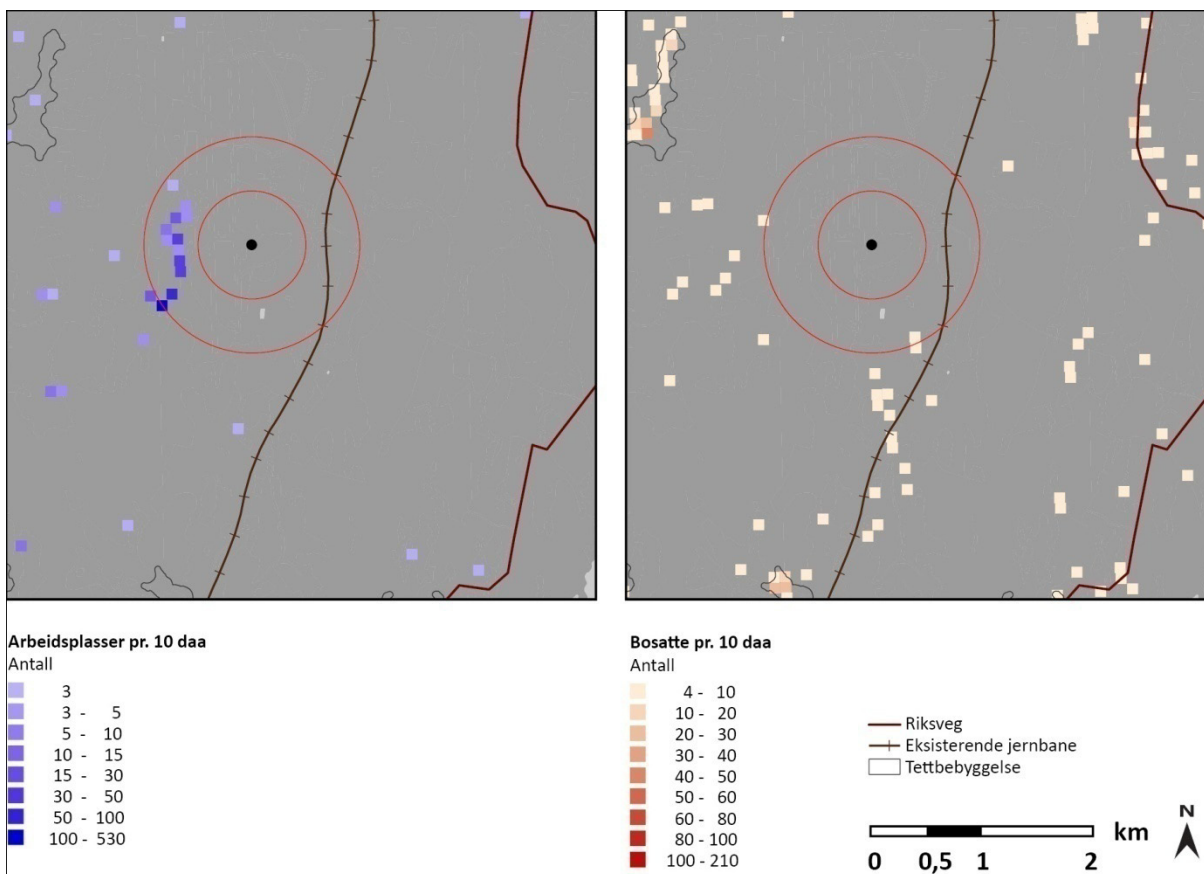 Arbeidsplasser pr. 10 daa
Antall
3
3 - 5
5 - 10
10 - 15
15 - 30
30 - 50
50 - 100
100 - 530
Bosatte pr. 10 daa
Antall
4 - 10
10 - 20
20 - 30
30 - 40
40 - 50
50 - 60
60 - 80
80 - 100
100 - 210
Riksveg
Eksisterende jernbane
Tettbebyggelse
km
0 0,5 1 2
N